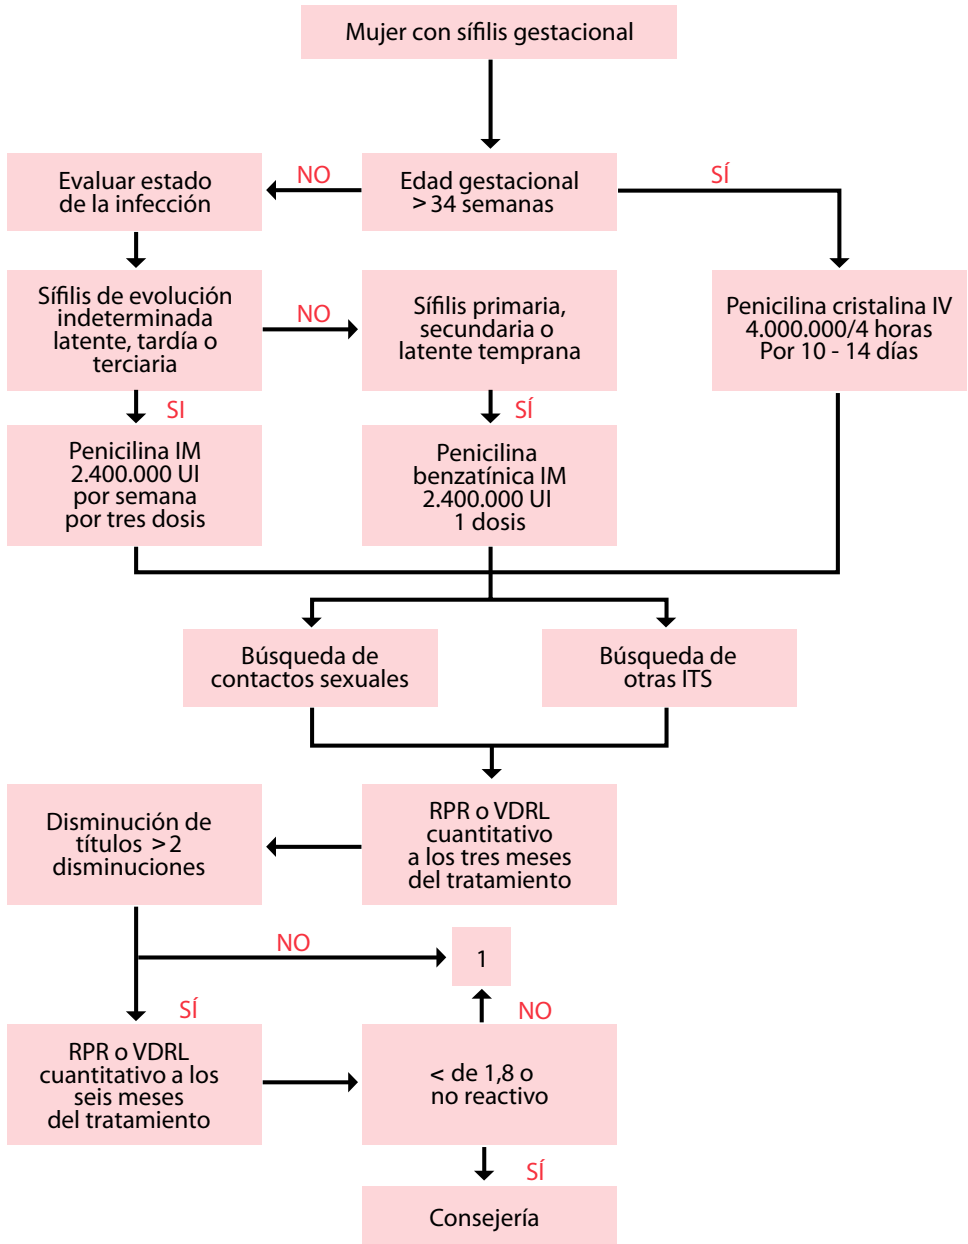 Mujer con sífilis gestacional
Evaluar estado
de la infección
NO
Edad gestacional
> 34 semanas
SÍ
Sífilis de evolución
indeterminada
latente, tardía o
terciaria
NO
Sífilis primaria,
secundaria o
latente temprana
Penicilina cristalina IV
4.000.000/4 horas
Por 10 - 14 días
SI
SÍ
Penicilina IM
2.400.000 UI
por semana
por tres dosis
Penicilina
benzatínica IM
2.400.000 UI
1 dosis
Búsqueda de
contactos sexuales
Búsqueda de
otras ITS
Disminución de
títulos > 2
disminuciones
RPR o VDRL
cuantitativo
a los tres meses
del tratamiento
NO
1
SÍ
NO
RPR o VDRL
cuantitativo a los
seis meses
del tratamiento
< de 1,8 o
no reactivo
SÍ
Consejería